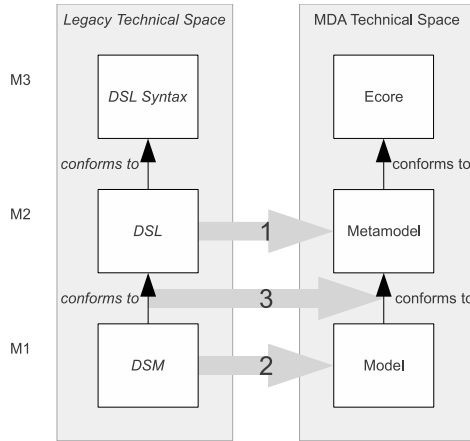 Legacy Technical Space
MDA Technical Space
M3
DSL Syntax
Ecore
conforms to
conforms to
M2
DSL
1
Metamodel
conforms to
3
conforms to
M1
DSM
2
Model